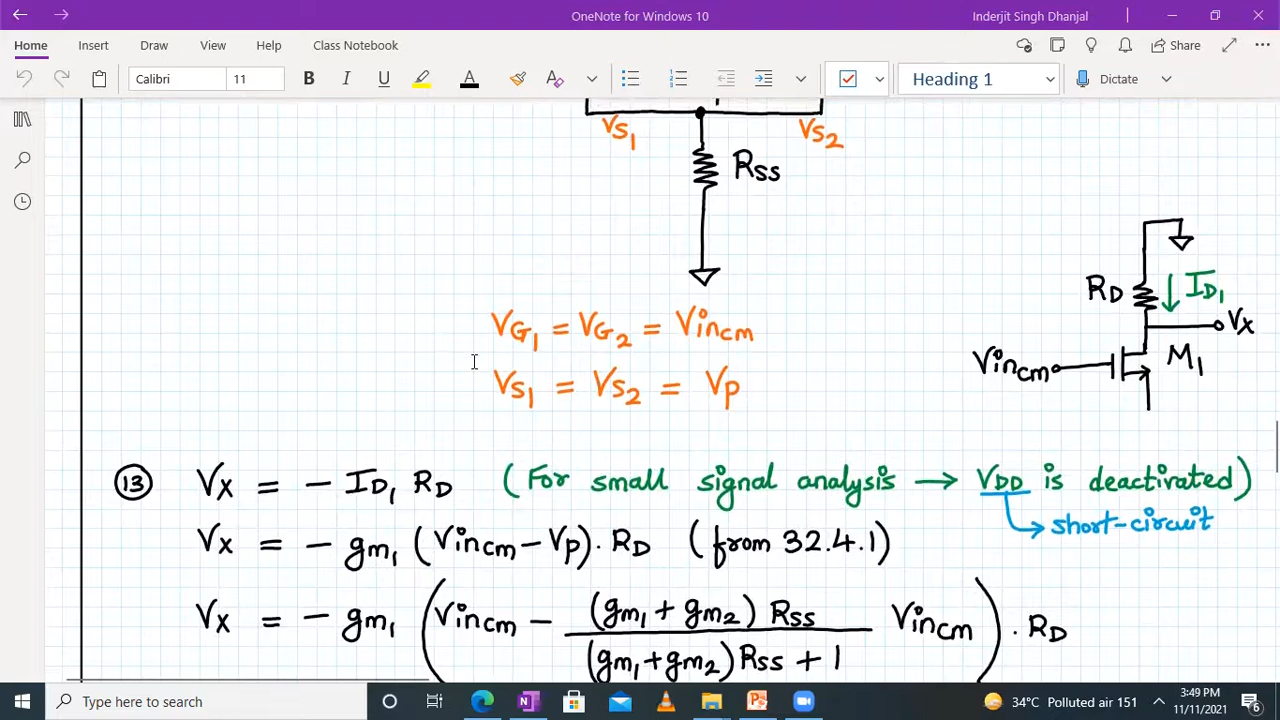 OneNote for Windows 10
Inderjit Singh Dhanjal
Home Insert Draw View Help Class Notebook
Share
Calibri 11 B I U A Heading 1 Dictate
VS1 VS2
RSS
RD ID1
VX
Vincm M1
VG1 = VG2 = Vincm
VS1 = VS2 = Vp
13 VX = - ID1 RD (For small signal analysis → VDD is deactivated)
short-circuit
VX = - gm1 (Vincm - Vp) . RD (from 32.4.1)
VX = - gm1 (Vincm - (gm1 + gm2) RSS / (gm1+gm2) RSS + 1 Vincm) . RD
Type here to search
34°C Polluted air 151
3:49 PM
11/11/2021
6